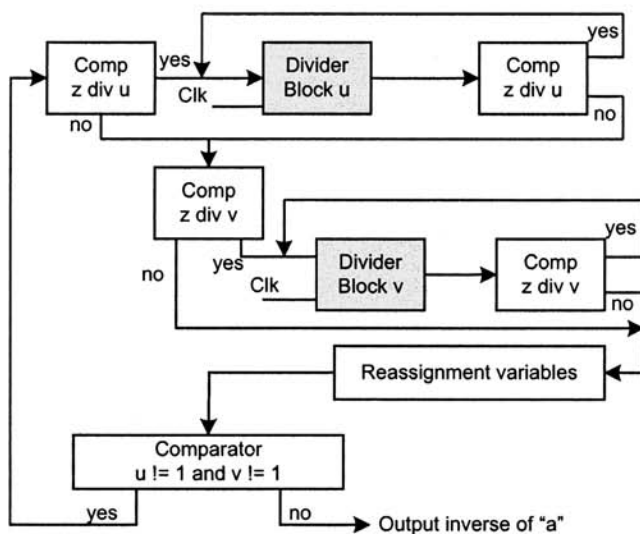 Comp
z div u
yes
Divider
Block u
Clk
Comp
z div u
yes
no
no
Comp
z div v
yes
no
Divider
Block v
Clk
Comp
z div v
yes
no
Reassignment variables
Comparator
u != 1 and v != 1
yes
no
Output inverse of “a”